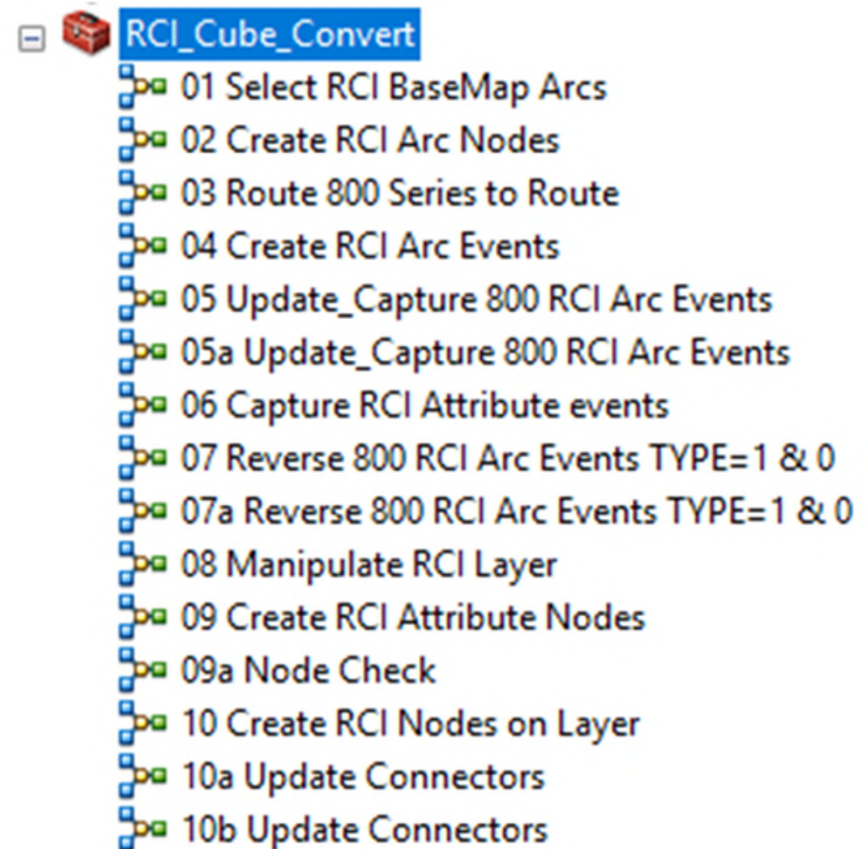 RCI_Cube_Convert
01 Select RCI BaseMap Arcs
02 Create RCI Arc Nodes
03 Route 800 Series to Route
04 Create RCI Arc Events
05 Update_Capture 800 RCI Arc Events
05a Update_Capture 800 RCI Arc Events
06 Capture RCI Attribute events
07 Reverse 800 RCI Arc Events TYPE=1 & 0
07a Reverse 800 RCI Arc Events TYPE=1 & 0
08 Manipulate RCI Layer
09 Create RCI Attribute Nodes
09a Node Check
10 Create RCI Nodes on Layer
10a Update Connectors
10b Update Connectors